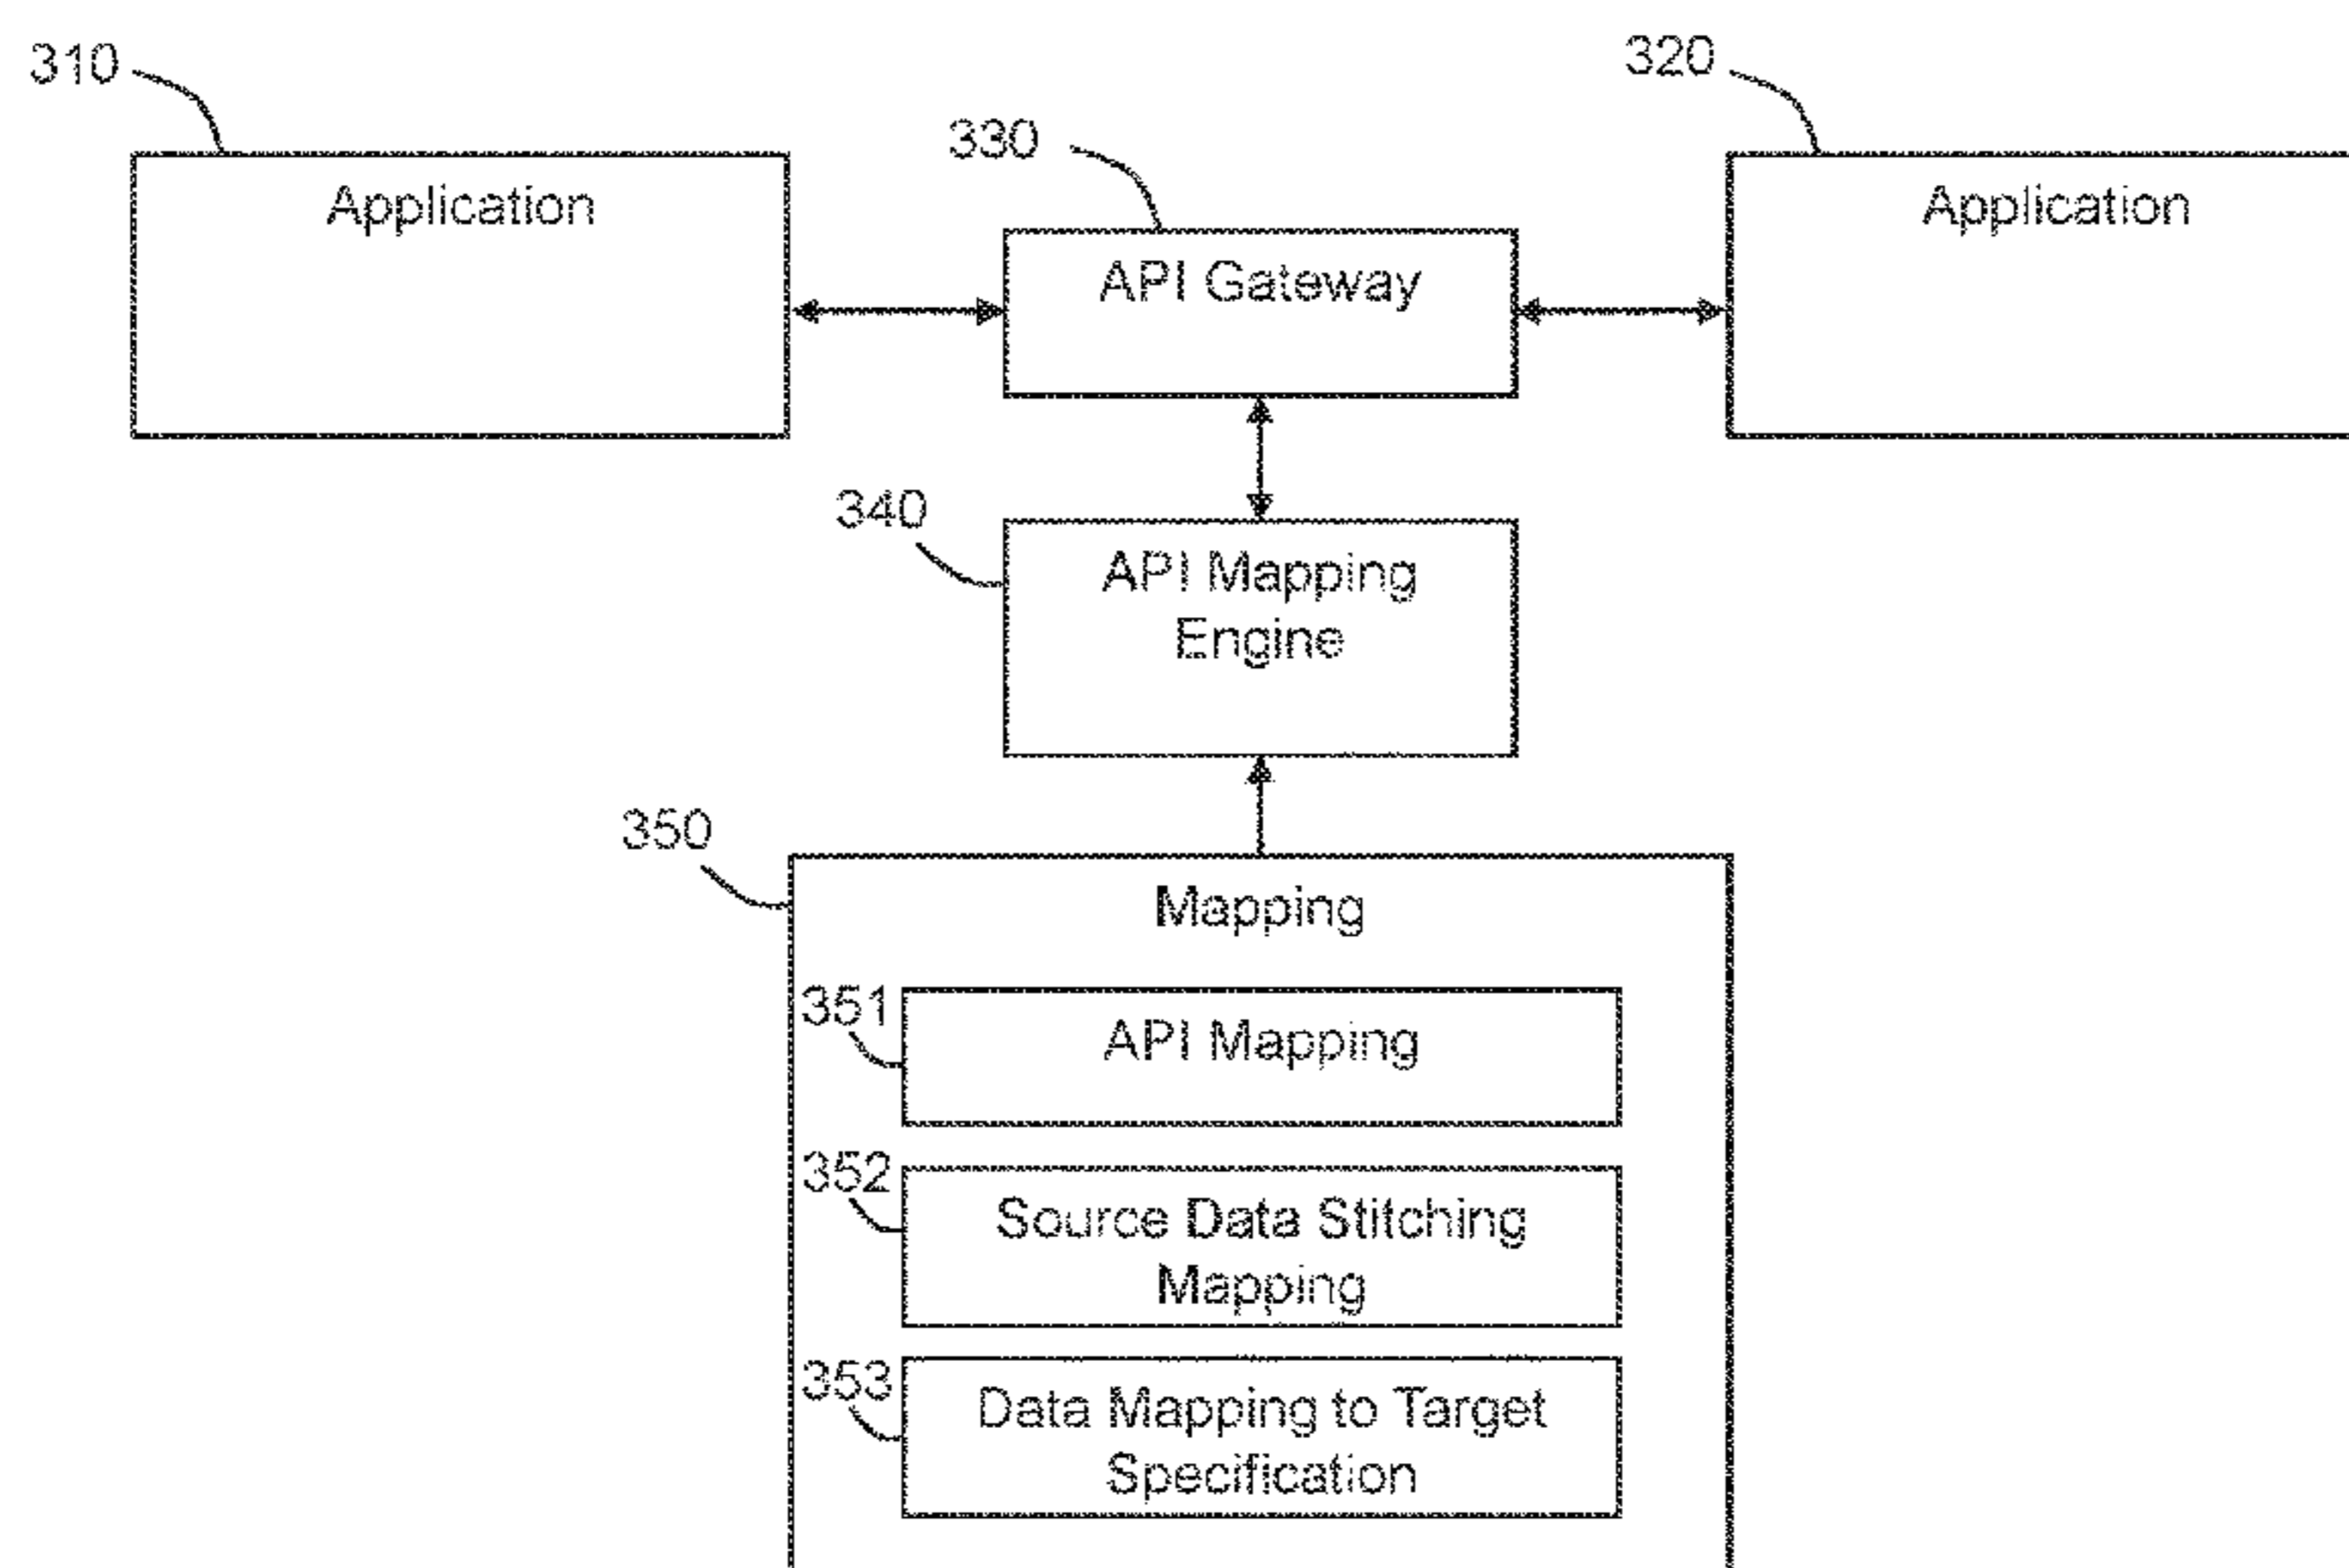 310
320
330
Application
Application
API Gateway
340
API Mapping
Engine
350
Mapping
351
API Mapping
352
Source Data Stitching
Mapping
353
Data Mapping to Target
Specification